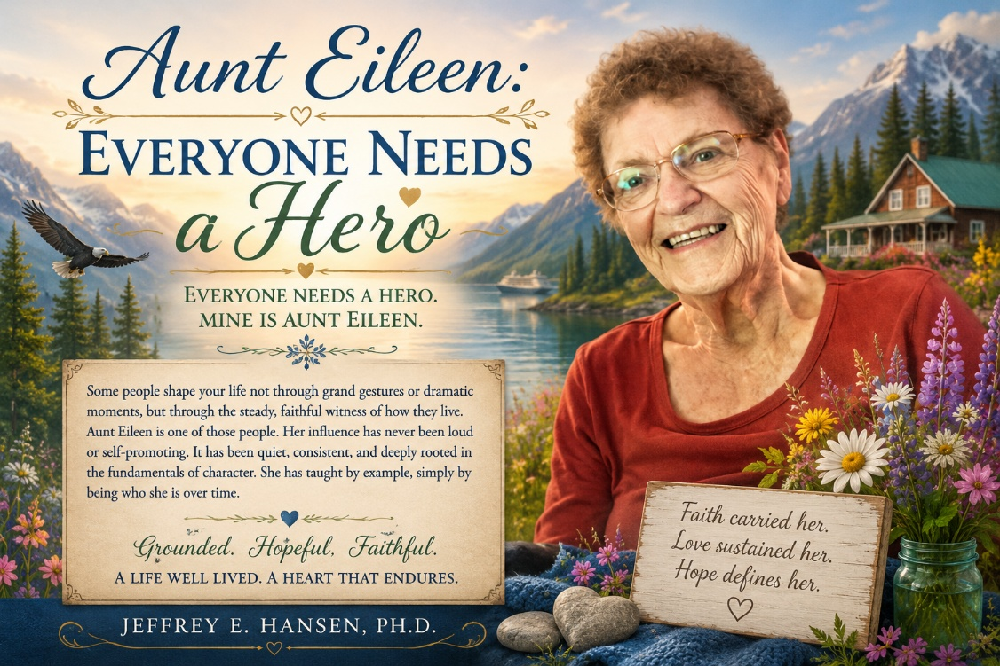 Aunt Eileen:
EVERYONE NEEDS
a Hero
EVERYONE NEEDS A HERO.
MINE IS AUNT EILEEN.
Some people shape your life not through grand gestures or dramatic
moments, but through the steady, faithful witness of how they live.
Aunt Eileen is one of those people. Her influence has never been loud
or self-promoting. It has been quiet, consistent, and deeply rooted in
the fundamentals of character. She has taught by example, simply by
being who she is over time.
Grounded. Hopeful, Faithful.
A LIFE WELL LIVED. A HEART THAT ENDURES.
JEFFREY E. HANSEN, PH.D.
Faith carried her.
Love sustained her.
Hope defines her.